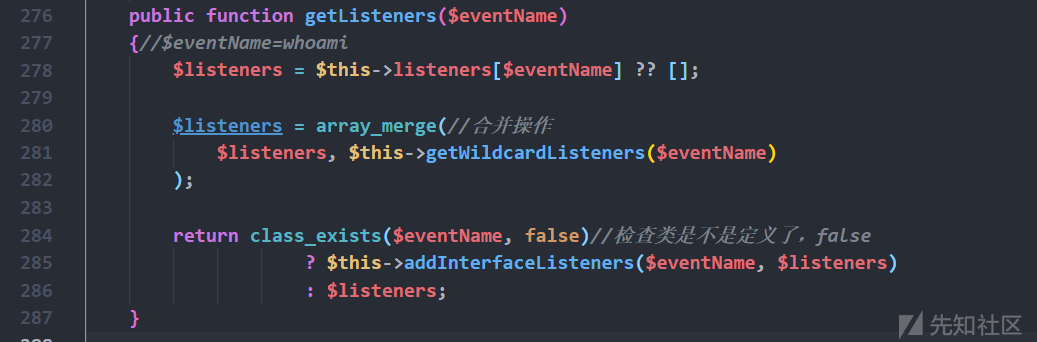 276 public function getListeners($eventName)
277 {//$eventName=whoami
278 $listeners = $this->listeners[$eventName] ?? [];
279
280 $listeners = array_merge(//合并操作
281 $listeners, $this->getWildcardListeners($eventName)
282 );
283
284 return class_exists($eventName, false)//检查类是不是定义了，false
285 ? $this->addInterfaceListeners($eventName, $listeners)
286 : $listeners;
287 }
288
先知社区